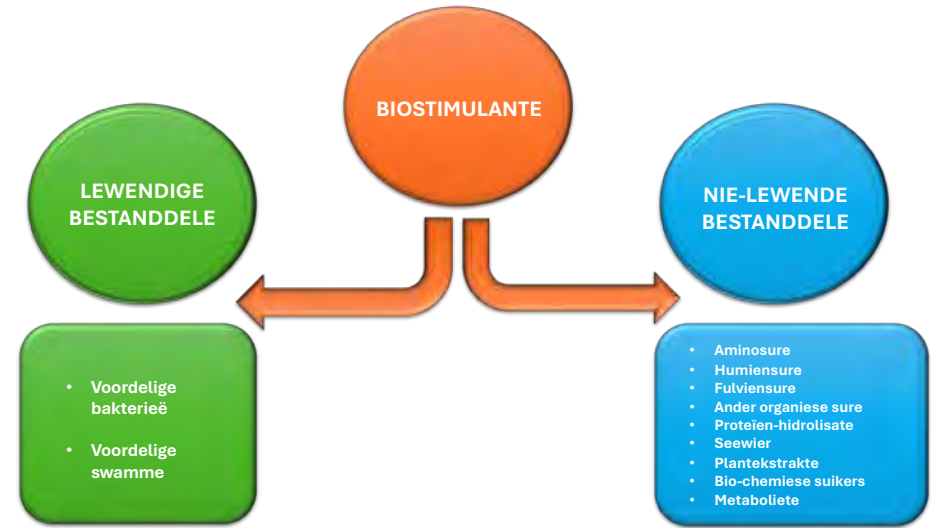 BIOSTIMULANTE
LEWENDIGE
BESTANDDELE
NIE-LEWENDE
BESTANDDELE
• Voordelige
bakterieë
• Voordelige
swamme
• Aminosure
• Humiensure
• Fulviensure
• Ander organiese sure
• Proteïen-hidrolisate
• Seewier
• Plantekstrakte
• Bio-chemiese suikers
• Metaboliete